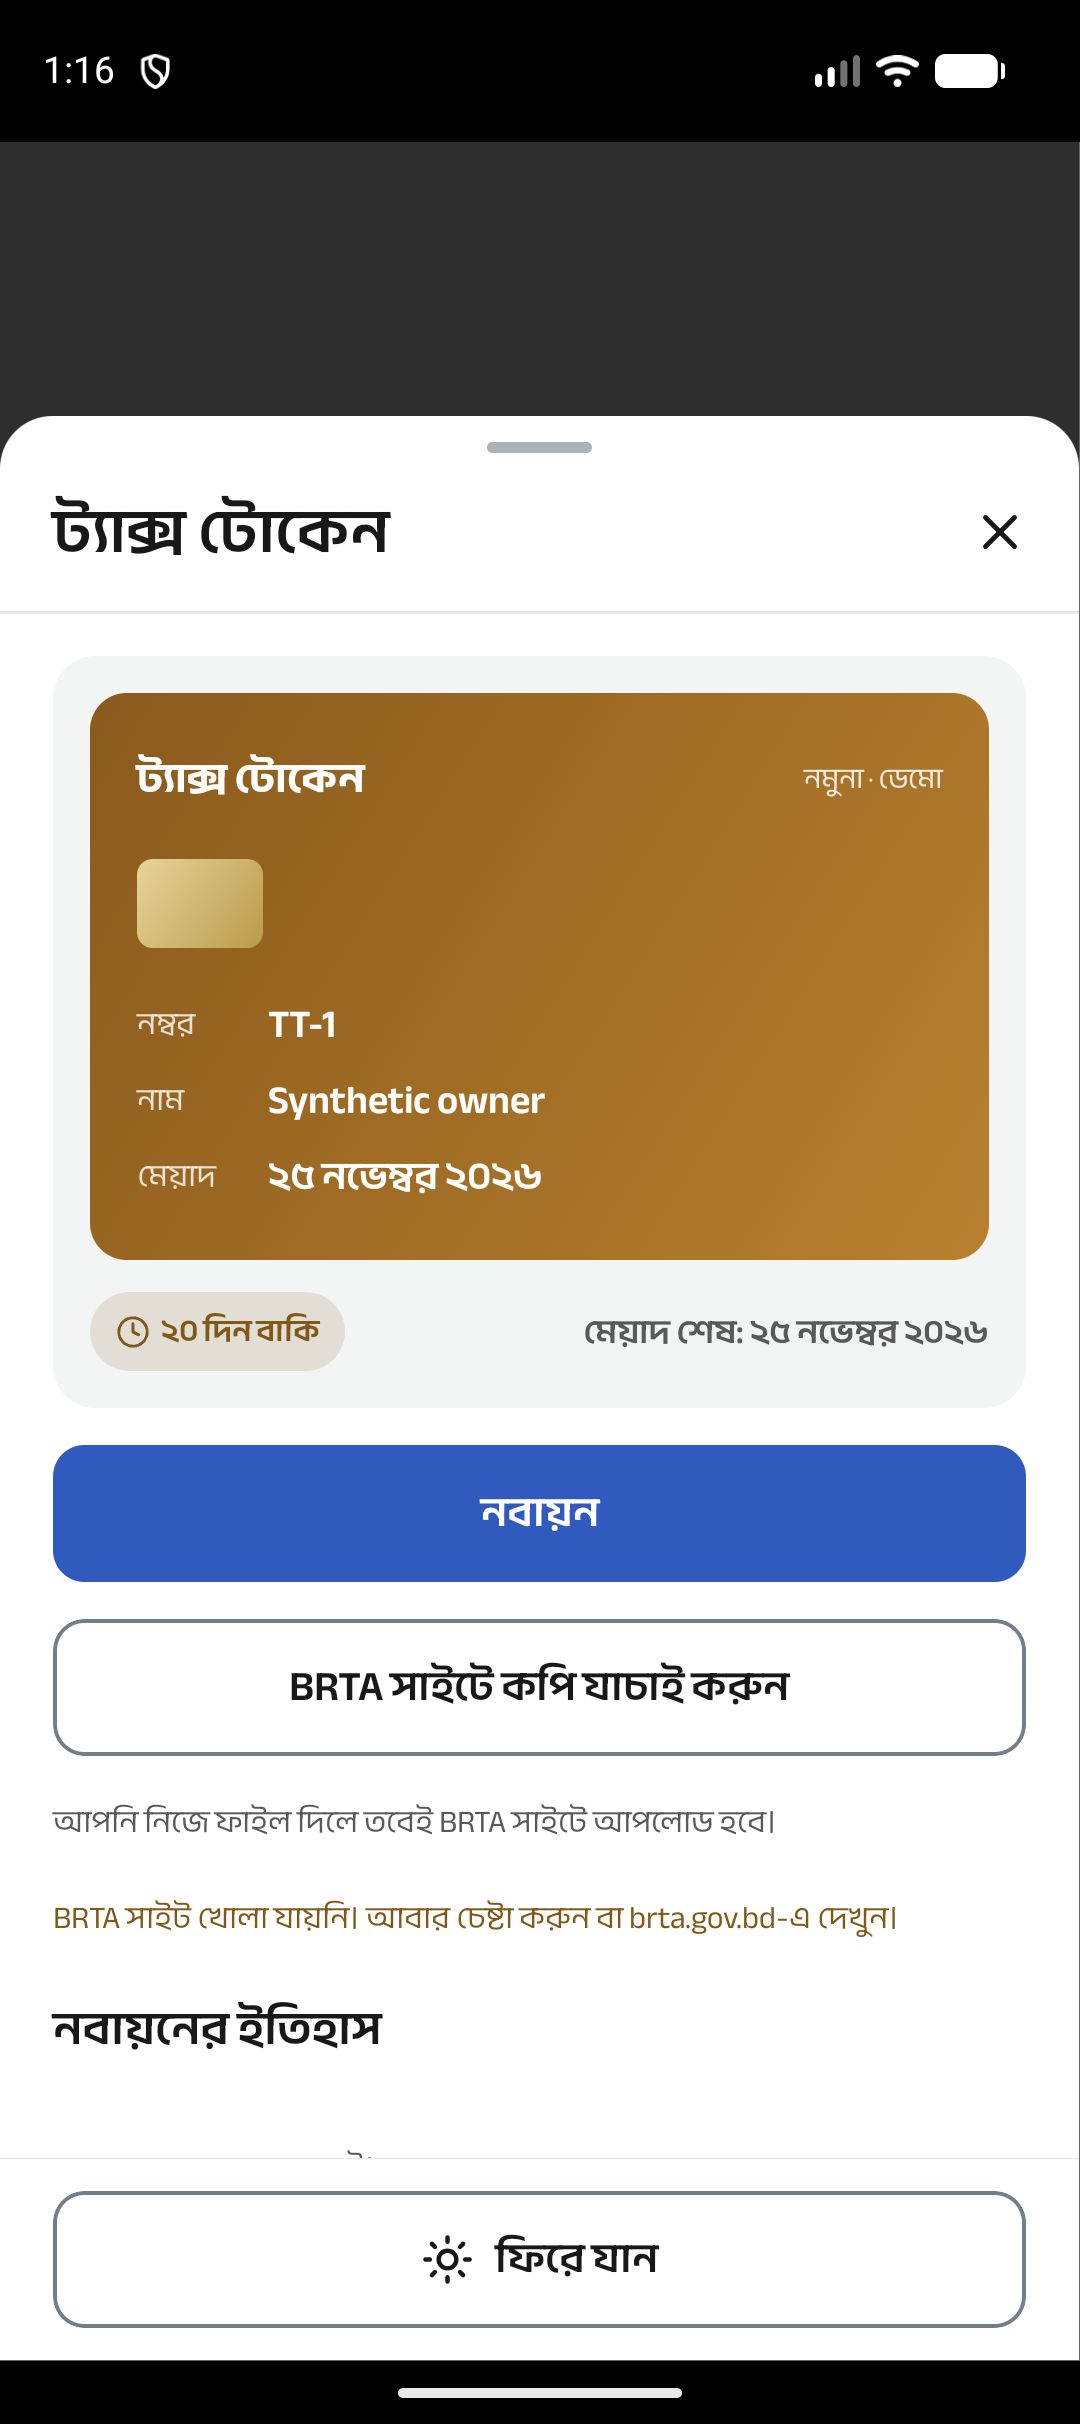 1:16
ট্যাক্স টোকেন
ট্যাক্স টোকেন
নমুনা · ডেমো
নম্বর TT-1
নাম Synthetic owner
মেয়াদ ২৫ নভেম্বর ২০২৬
২০ দিন বাকি
মেয়াদ শেষ: ২৫ নভেম্বর ২০২৬
নবায়ন
BRTA সাইটে কপি যাচাই করুন
আপনি নিজে ফাইল দিলে তবেই BRTA সাইটে আপলোড হবে।
BRTA সাইট খোলা যায়নি। আবার চেষ্টা করুন বা brta.gov.bd-এ দেখুন।
নবায়নের ইতিহাস
ফিরে যান